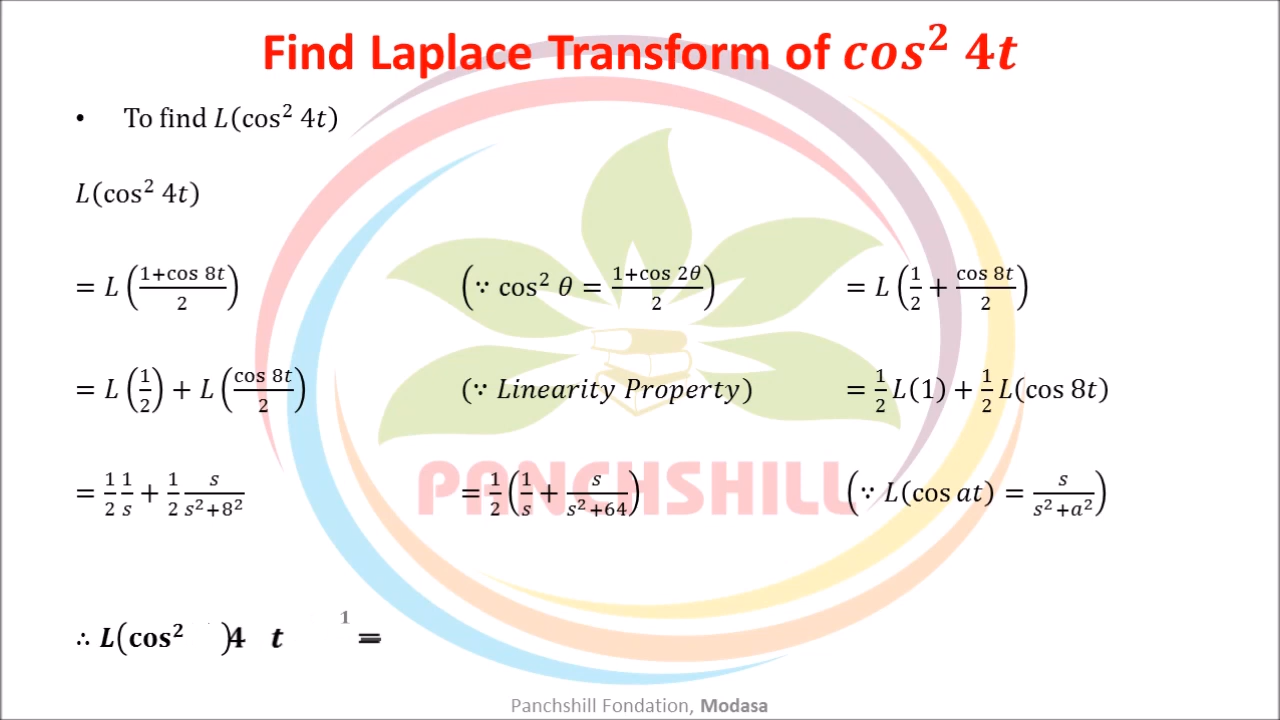 Find Laplace Transform of 𝒄𝒐𝒔² 𝟒𝒕
• To find 𝐿(cos² 4𝑡)
𝐿(cos² 4𝑡)
= 𝐿((1+cos 8𝑡)/2) (∵ cos² 𝜃 = (1+cos 2𝜃)/2) = 𝐿(1/2 + (cos 8𝑡)/2)
= 𝐿(1/2) + 𝐿((cos 8𝑡)/2) (∵ 𝐿𝑖𝑛𝑒𝑎𝑟𝑖𝑡𝑦 𝑃𝑟𝑜𝑝𝑒𝑟𝑡𝑦) = 1/2 𝐿(1) + 1/2 𝐿(cos 8𝑡)
= 1/2 1/𝑠 + 1/2 𝑠/(𝑠²+8²) = 1/2 (1/𝑠 + 𝑠/(𝑠²+64)) (∵ 𝐿(cos 𝑎𝑡) = 𝑠/(𝑠²+𝑎²))
PANCHSHILL
∴ 𝑳(cos² )4 𝒕 1 =
Panchshill Fondation, Modasa